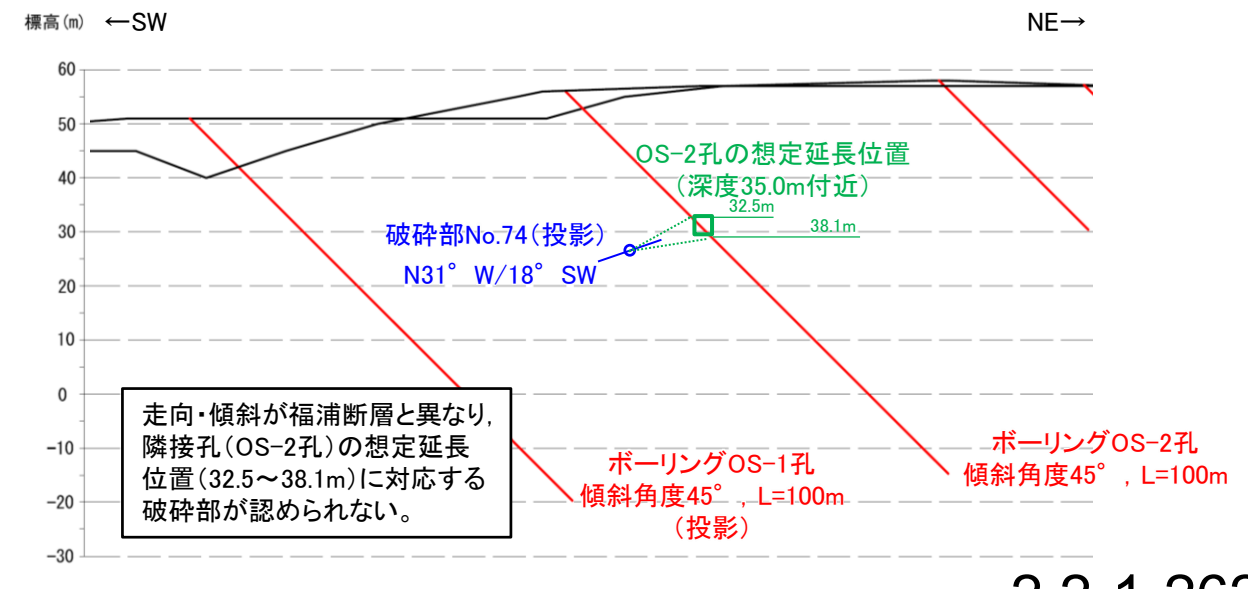 標高(m) ←SW NE→
60
50
40
30
20
10
0
-10
-20
-30
OS-2孔の想定延長位置
(深度35.0m付近)
32.5m
38.1m
破砕部No.74(投影)
N31° W/18° SW
走向・傾斜が福浦断層と異なり,
隣接孔(OS-2孔)の想定延長
位置(32.5~38.1m)に対応する
破砕部が認められない。
ボーリングOS-1孔
傾斜角度45°, L=100m
(投影)
ボーリングOS-2孔
傾斜角度45°, L=100m